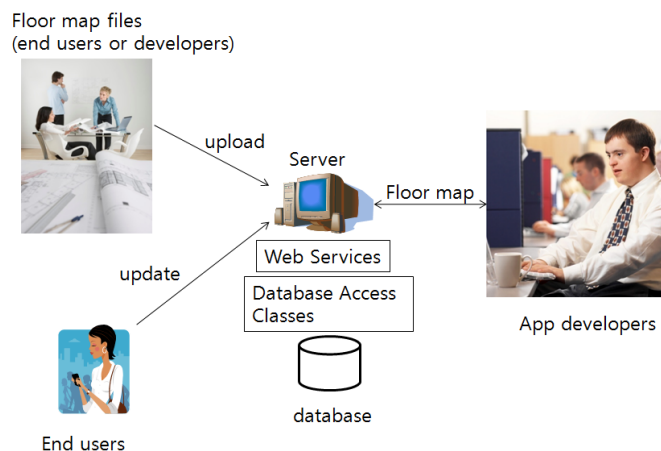 Floor map files
(end users or developers)
upload
Server
Floor map
Web Services
update
Database Access
Classes
App developers
database
End users